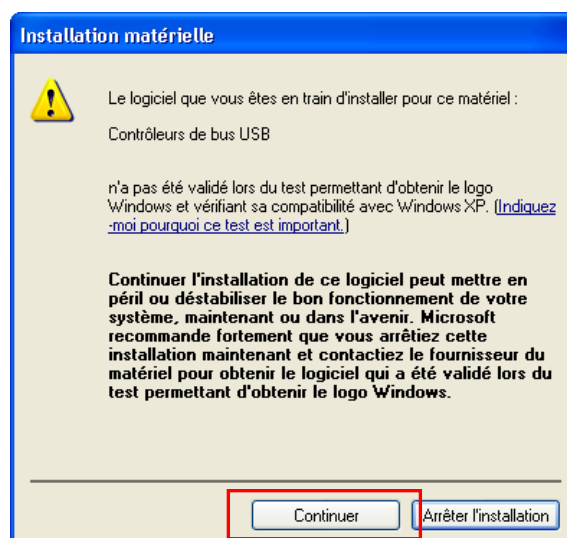 Installation matérielle
Le logiciel que vous êtes en train d'installer pour ce matériel :
Contrôleurs de bus USB
n'a pas été validé lors du test permettant d'obtenir le logo
Windows et vérifiant sa compatibilité avec Windows XP. (Indiquez
-moi pourquoi ce test est important.)
Continuer l'installation de ce logiciel peut mettre en
péril ou déstabiliser le bon fonctionnement de votre
système, maintenant ou dans l'avenir. Microsoft
recommande fortement que vous arrêtiez cette
installation maintenant et contactiez le fournisseur du
matériel pour obtenir le logiciel qui a été validé lors du
test permettant d'obtenir le logo Windows.
Continuer
Arrêter l'installation